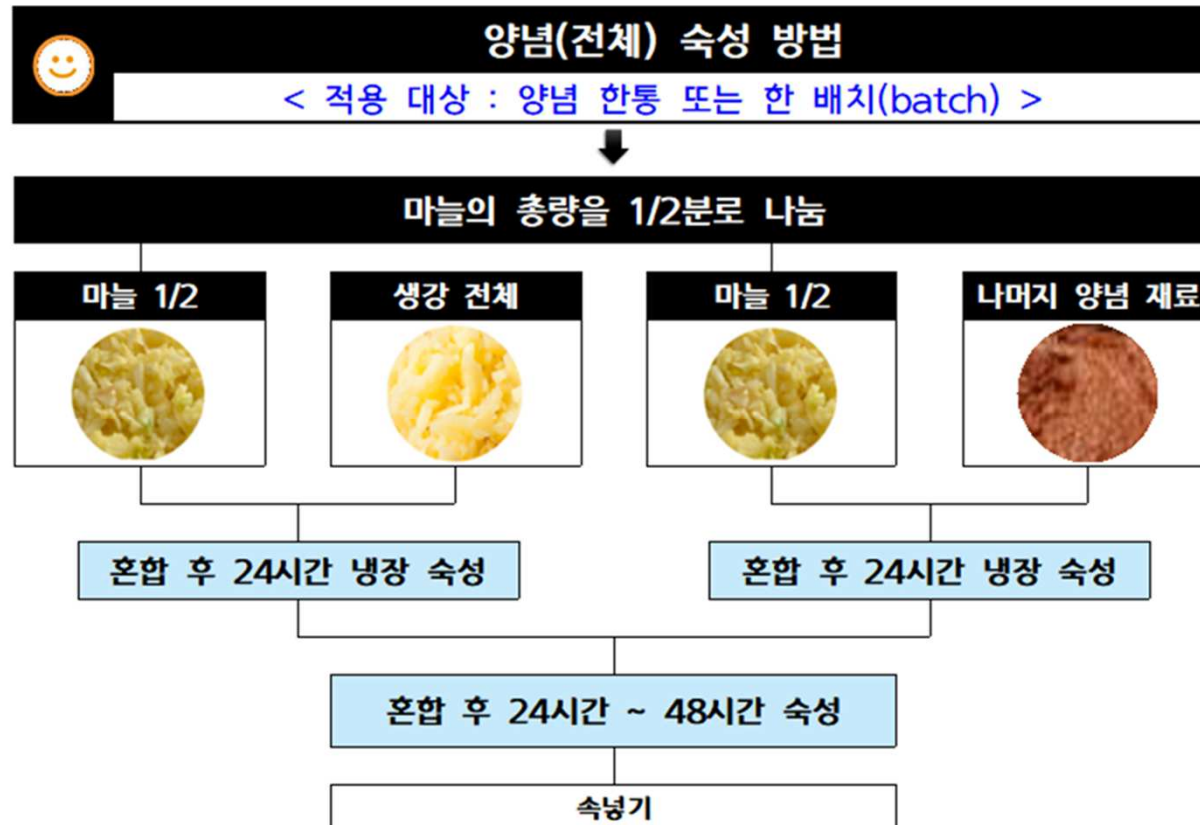 양념(전체) 숙성 방법
< 적용 대상 : 양념 한통 또는 한 배치(batch) >
마늘의 총량을 1/2분로 나눔
마늘 1/2
생강 전체
마늘 1/2
나머지 양념 재료
혼합 후 24시간 냉장 숙성
혼합 후 24시간 냉장 숙성
혼합 후 24시간 ~ 48시간 숙성
속넣기